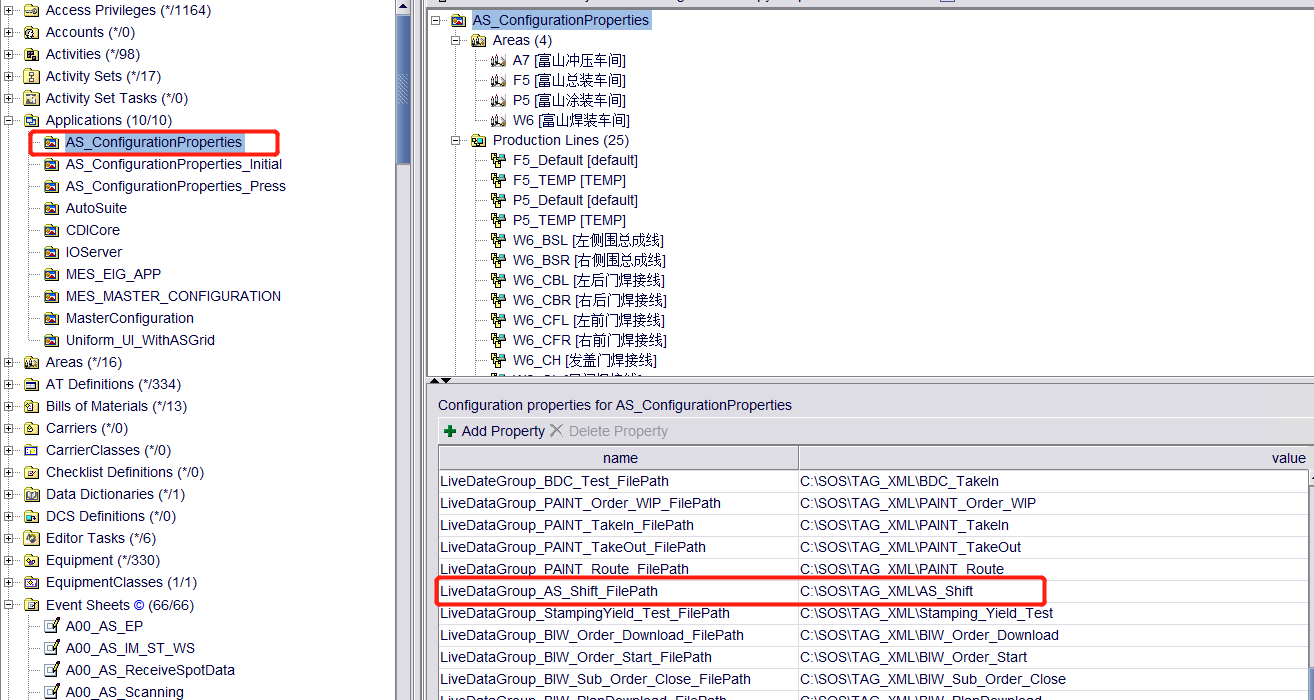 Access Privileges (*/1164)
Accounts (*/0)
Activities (*/98)
Activity Sets (*/17)
Activity Set Tasks (*/0)
Applications (10/10)
AS_ConfigurationProperties
AS_ConfigurationProperties_Initial
AS_ConfigurationProperties_Press
AutoSuite
CDICore
IOServer
MES_EIG_APP
MES_MASTER_CONFIGURATION
MasterConfiguration
Uniform_UI_WithASGrid
Areas (*/16)
AT Definitions (*/334)
Bills of Materials (*/13)
Carriers (*/0)
CarrierClasses (*/0)
Checklist Definitions (*/0)
Data Dictionaries (*/1)
DCS Definitions (*/0)
Editor Tasks (*/6)
Equipment (*/330)
EquipmentClasses (1/1)
Event Sheets © (66/66)
A00_AS_EP
A00_AS_IM_ST_WS
A00_AS_ReceiveSpotData
A00_AS_Scanning
AS_ConfigurationProperties
Areas (4)
A7 [富山冲压车间]
F5 [富山总装车间]
P5 [富山涂装车间]
W6 [富山焊装车间]
Production Lines (25)
F5_Default [default]
F5_TEMP [TEMP]
P5_Default [default]
P5_TEMP [TEMP]
W6_BSL [左侧围总成线]
W6_BSR [右侧围总成线]
W6_CBL [左后门焊接线]
W6_CBR [右后门焊接线]
W6_CFL [左前门焊接线]
W6_CFR [右前门焊接线]
W6_CH [发盖门焊接线]
Configuration properties for AS_ConfigurationProperties
Add Property Delete Property
name value
LiveDateGroup_BDC_Test_FilePath C:\SOS\TAG_XML\BDC_TakeIn
LiveDataGroup_PAINT_Order_WIP_FilePath C:\SOS\TAG_XML\PAINT_Order_WIP
LiveDataGroup_PAINT_TakeIn_FilePath C:\SOS\TAG_XML\PAINT_TakeIn
LiveDataGroup_PAINT_TakeOut_FilePath C:\SOS\TAG_XML\PAINT_TakeOut
LiveDataGroup_PAINT_Route_FilePath C:\SOS\TAG_XML\PAINT_Route
LiveDataGroup_AS_Shift_FilePath C:\SOS\TAG_XML\AS_Shift
LiveDataGroup_StampingYield_Test_FilePath C:\SOS\TAG_XML\Stamping_Yield_Test
LiveDataGroup_BIW_Order_Download_FilePath C:\SOS\TAG_XML\BIW_Order_Download
LiveDataGroup_BIW_Order_Start_FilePath C:\SOS\TAG_XML\BIW_Order_Start
LiveDataGroup_BIW_Sub_Order_Close_FilePath C:\SOS\TAG_XML\BIW_Sub_Order_Close
LiveDataGroup_BIW_PlanDownload_FilePath C:\SOS\TAG_XML\BIW_PlanDownload